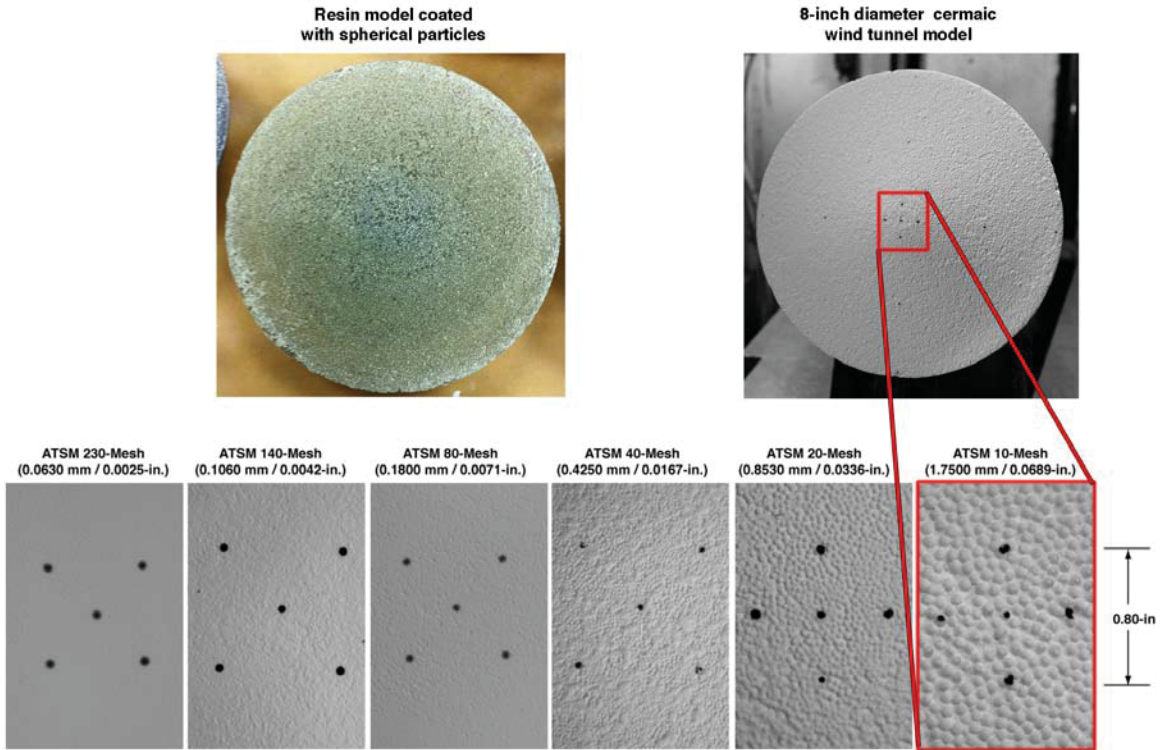 Resin model coated
with spherical particles
8-inch diameter cermaic
wind tunnel model
ATSM 230-Mesh
(0.0630 mm / 0.0025-in.)
ATSM 140-Mesh
(0.1060 mm / 0.0042-in.)
ATSM 80-Mesh
(0.1800 mm / 0.0071-in.)
ATSM 40-Mesh
(0.4250 mm / 0.0167-in.)
ATSM 20-Mesh
(0.8530 mm / 0.0336-in.)
ATSM 10-Mesh
(1.7500 mm / 0.0689-in.)
0.80-in